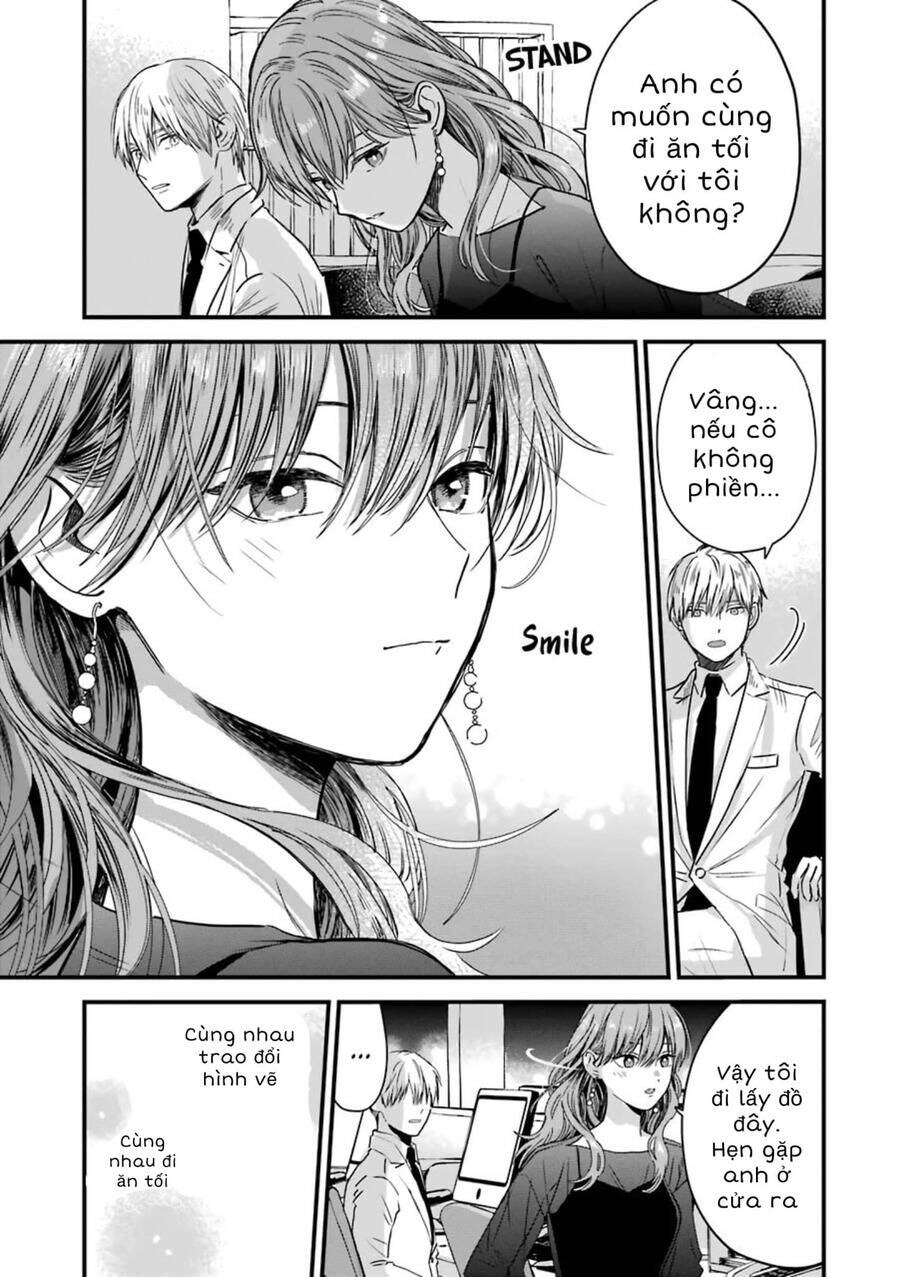 STAND
Anh có
muốn cùng
đi ăn tối
với tôi
không?
Vâng...
nếu cô
không
phiền...
Smile
Vậy tôi
đi lấy đồ
đây.
Hẹn gặp
anh ở
cửa ra
...
Cùng nhau
trao đổi
hình vẽ
Cùng
nhau đi
ăn tối